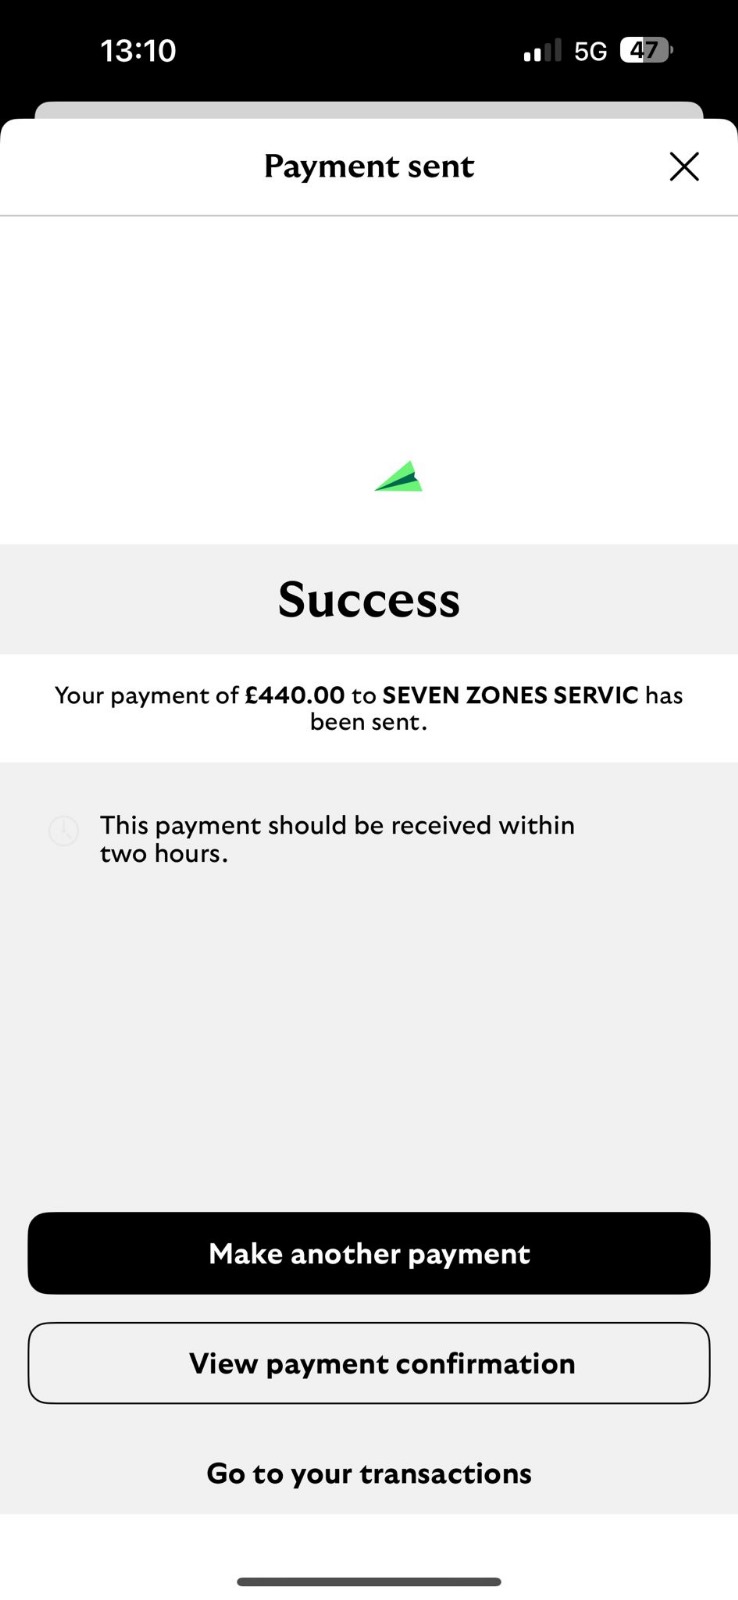 13:10
5G 47
Payment sent
Success
Your payment of £440.00 to SEVEN ZONES SERVIC has
been sent.
This payment should be received within
two hours.
Make another payment
View payment confirmation
Go to your transactions